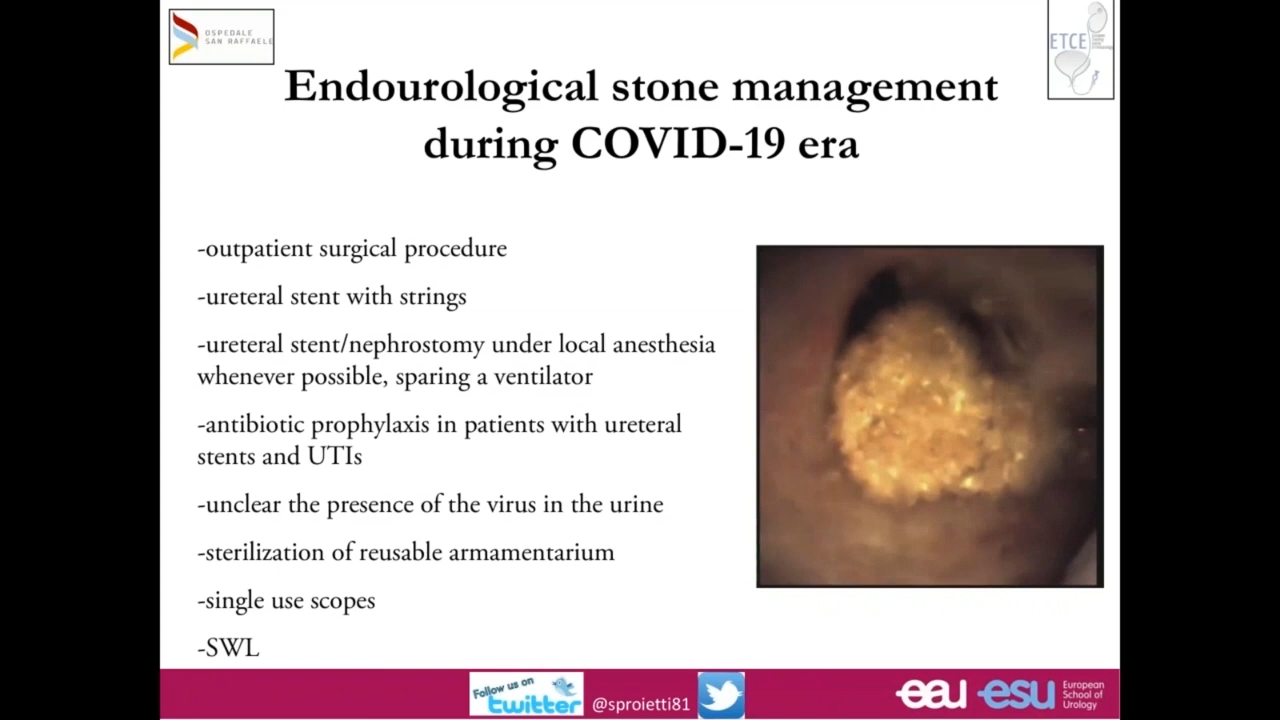 OSPEDALE
SAN RAFFAELE
ETCE
Endourological stone management
during COVID-19 era
-outpatient surgical procedure
-ureteral stent with strings
-ureteral stent/nephrostomy under local anesthesia
whenever possible, sparing a ventilator
-antibiotic prophylaxis in patients with ureteral
stents and UTIs
-unclear the presence of the virus in the urine
-sterilization of reusable armamentarium
-single use scopes
-SWL
Follow us on
twitter
@sproietti81
eau esu
European
School of
Urology